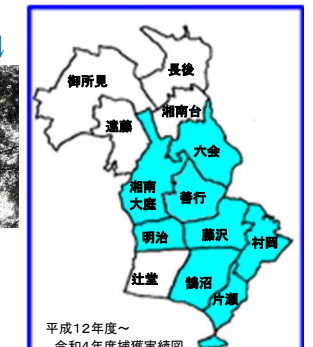 長後
御所見
湘南台
遠藤
六会
湘南
大庭
善行
明治
藤沢
村岡
辻堂
鵠沼
片瀬
平成12年度～
令和4年度捕獲実績図